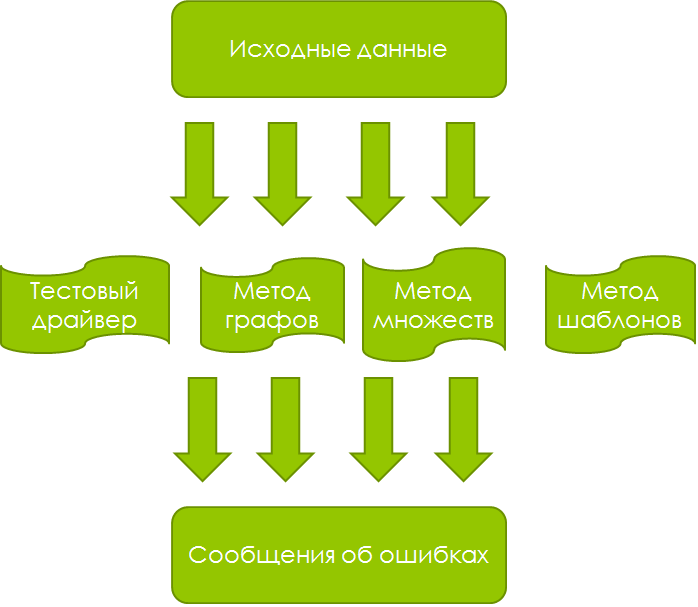 Исходные данные
Тестовый
драйвер
Метод
графов
Метод
множеств
Метод
шаблонов
Сообщения об ошибках